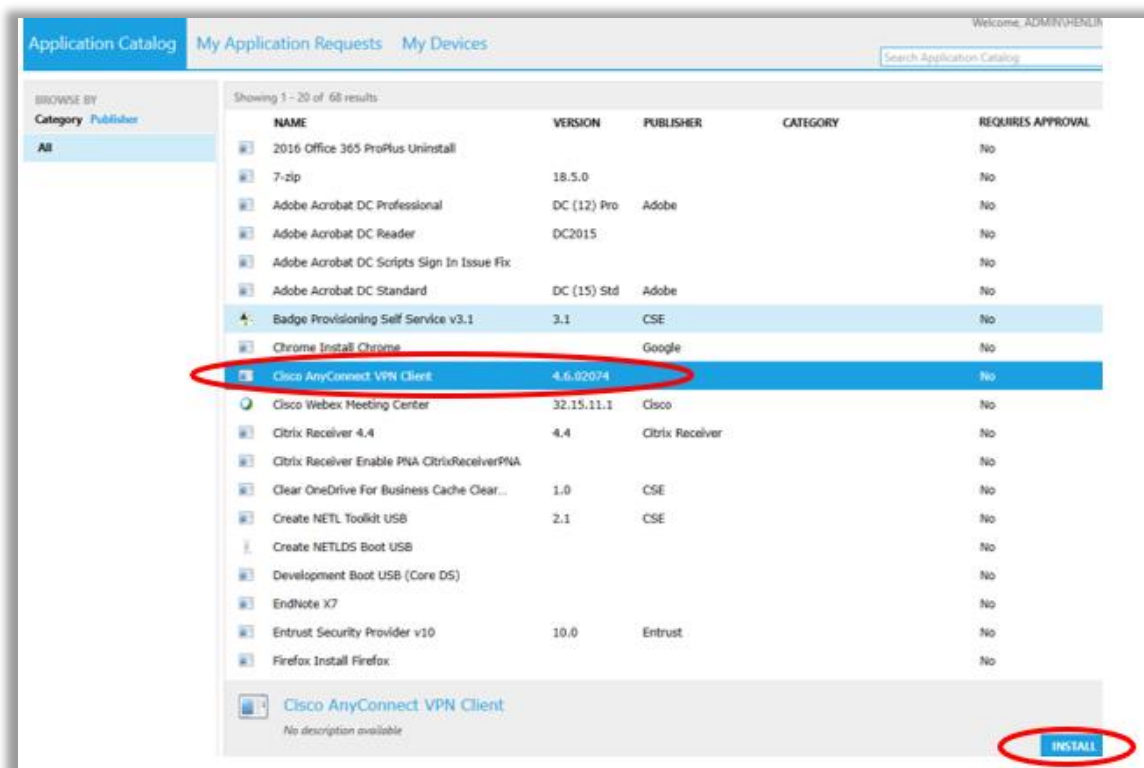 Welcome, ADMIN\HENLIN
Application Catalog My Application Requests My Devices
Search Application Catalog
BROWSE BY
Category Publisher
All
Showing 1 - 20 of 68 results
NAME VERSION PUBLISHER CATEGORY REQUIRES APPROVAL
2016 Office 365 ProPlus Uninstall No
7-zip 18.5.0 No
Adobe Acrobat DC Professional DC (12) Pro Adobe No
Adobe Acrobat DC Reader DC2015 No
Adobe Acrobat DC Scripts Sign In Issue Fix No
Adobe Acrobat DC Standard DC (15) Std Adobe No
Badge Provisioning Self Service v3.1 3.1 CSE No
Chrome Install Chrome Google No
Cisco AnyConnect VPN Client 4.6.02074 No
Cisco Webex Meeting Center 32.15.11.1 Cisco No
Citrix Receiver 4.4 4.4 Citrix Receiver No
Citrix Receiver Enable PNA CitrixReceiverPNA No
Clear OneDrive For Business Cache Clear... 1.0 CSE No
Create NETL Toolkit USB 2.1 CSE No
Create NETLDS Boot USB No
Development Boot USB (Core DS) No
EndNote X7 No
Entrust Security Provider v10 10.0 Entrust No
Firefox Install Firefox No
Cisco AnyConnect VPN Client
No description available
INSTALL